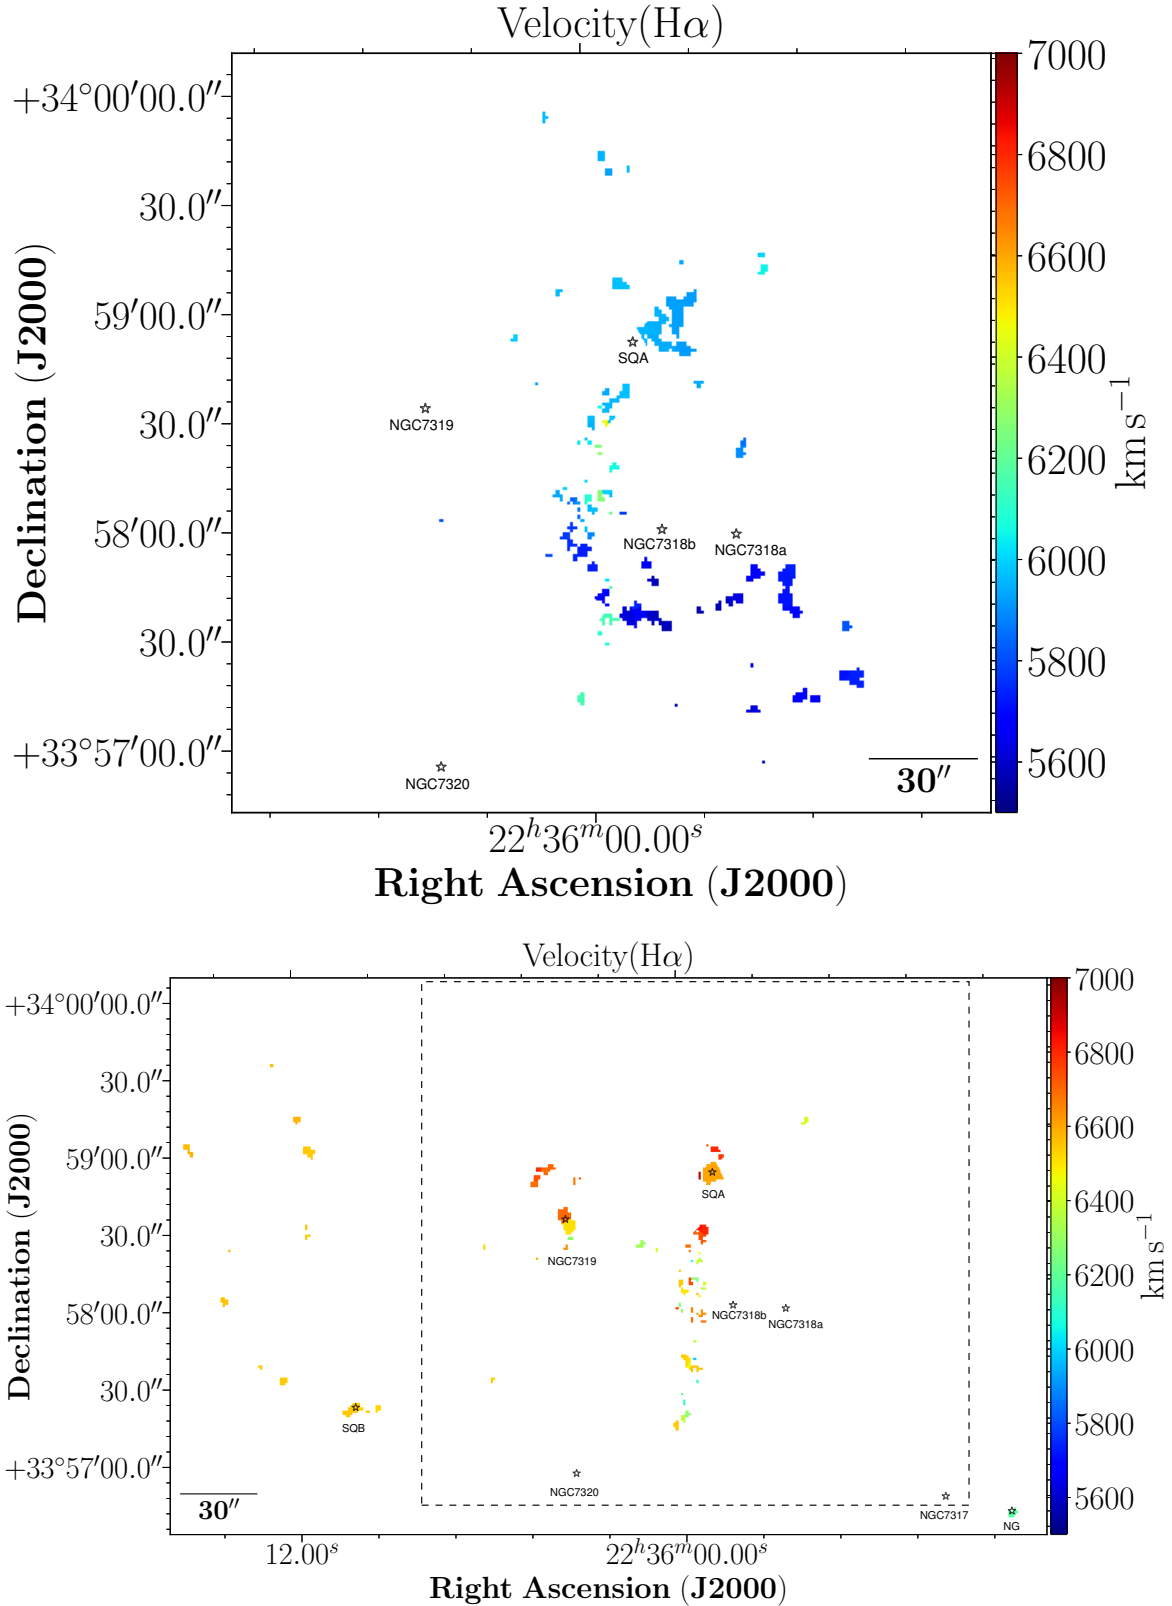 Velocity(Hα)
+34°00′00.0″
30.0″
59′00.0″
30.0″
58′00.0″
30.0″
+33°57′00.0″
Declination (J2000)
SQA
NGC7319
NGC7318b
NGC7318a
NGC7320
30″
22h36m00.00s
Right Ascension (J2000)
7000
6800
6600
6400
6200
6000
5800
5600
km s−1
Velocity(Hα)
+34°00′00.0″
30.0″
59′00.0″
30.0″
58′00.0″
30.0″
+33°57′00.0″
Declination (J2000)
SQA
NGC7319
NGC7318b
NGC7318a
SQB
NGC7320
NGC7317
NG
30″
12.00s
22h36m00.00s
Right Ascension (J2000)
7000
6800
6600
6400
6200
6000
5800
5600
km s−1